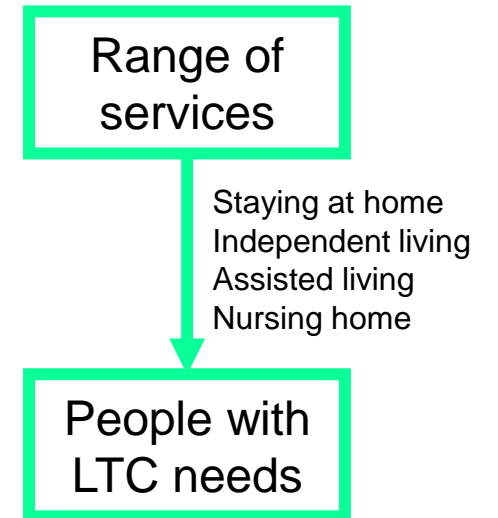 Range of
services
Staying at home
Independent living
Assisted living
Nursing home
People with
LTC needs